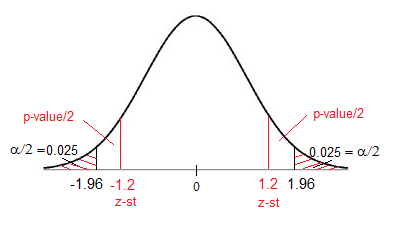 p-value/2
p-value/2
α/2 =0.025
0.025 = α/2
-1.96 -1.2 0 1.2 1.96
z-st z-st